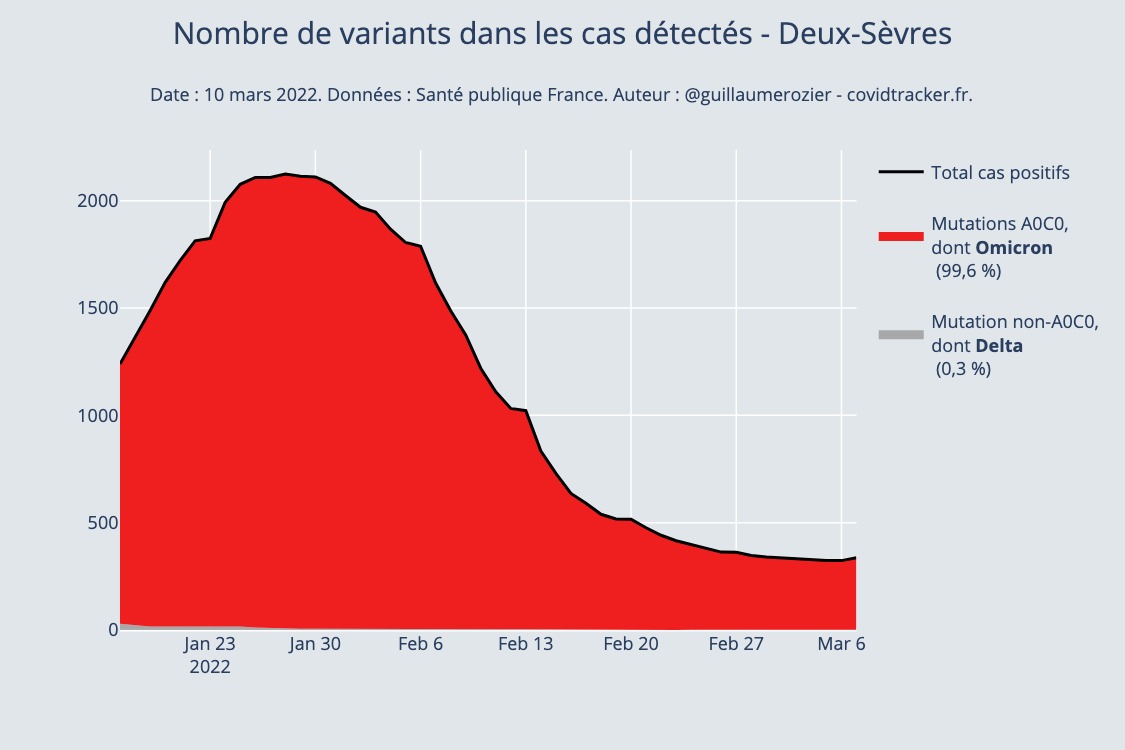 Nombre de variants dans les cas détectés - Deux-Sèvres
Date : 10 mars 2022. Données : Santé publique France. Auteur : @guillaumerozier - covidtracker.fr.
Total cas positifs
Mutations A0C0,
dont Omicron
(99,6 %)
Mutation non-A0C0,
dont Delta
(0,3 %)
2000
1500
1000
500
0
Jan 23
2022
Jan 30
Feb 6
Feb 13
Feb 20
Feb 27
Mar 6